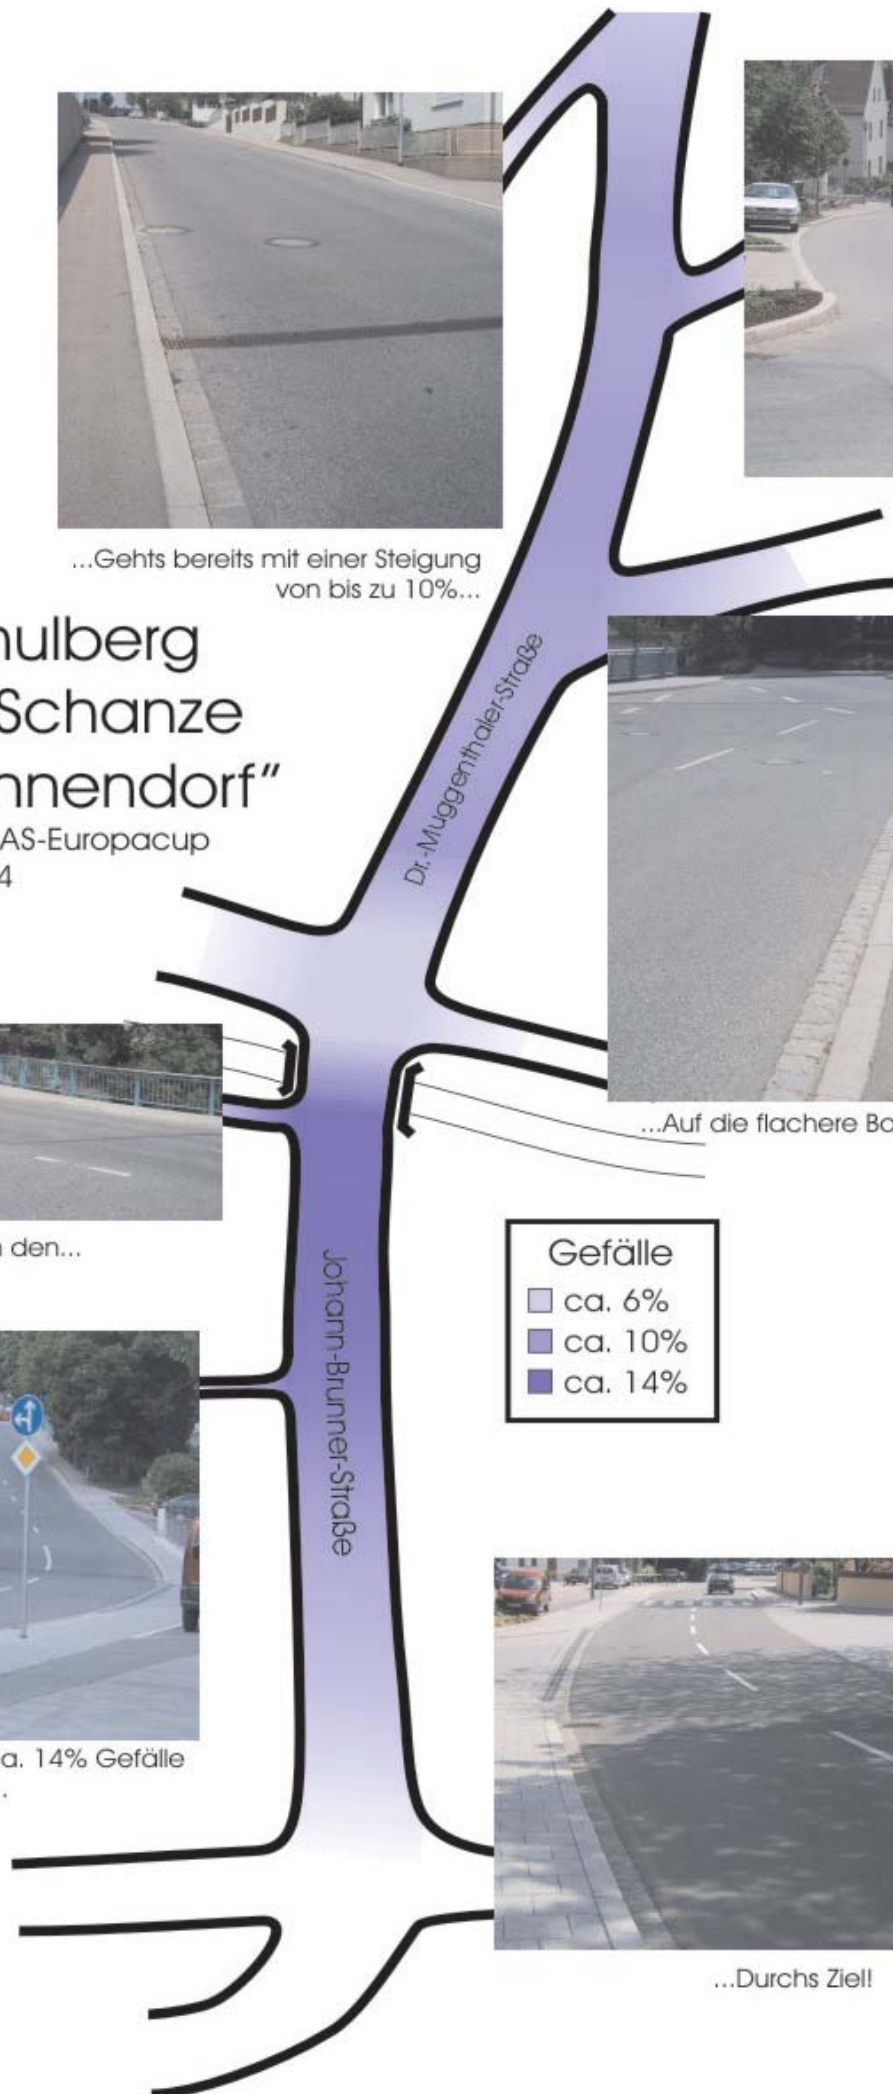 ...Gehts bereits mit einer Steigung
von bis zu 10%...
hulberg
Schanze
nnendorf"
AS-Europacup
4
Dr.-Muggenthaler-Straße
...Auf die flachere Ba
n den...
Gefälle
ca. 6%
ca. 10%
ca. 14%
Johann-Brunner-Straße
a. 14% Gefälle
.
...Durchs Ziel!